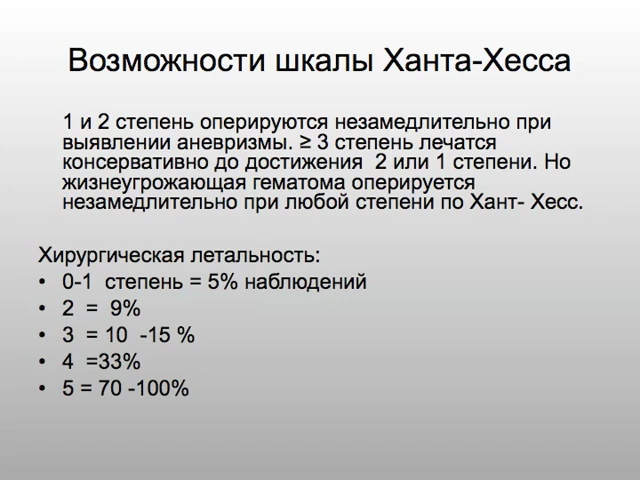 Возможности шкалы Ханта-Хесса
1 и 2 степень оперируются незамедлительно при
выявлении аневризмы. ≥ 3 степень лечатся
консервативно до достижения  2 или 1 степени. Но
жизнеугрожающая гематома оперируется
незамедлительно при любой степени по Хант- Хесс.
Хирургическая летальность:
• 0-1  степень = 5% наблюдений
• 2  =  9%
• 3  = 10  -15 %
• 4  =33%
• 5 = 70 -100%